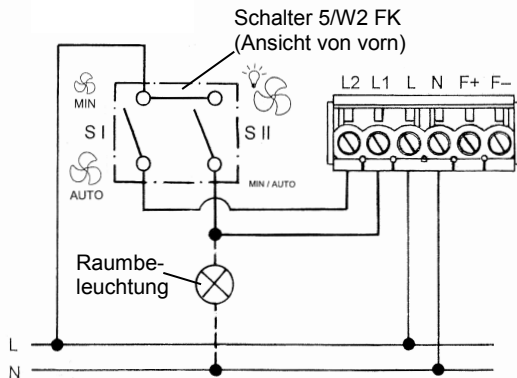 Schalter 5/W2 FK
(Ansicht von vorn)
L2 L1 L N F+ F–
MIN
S I
S II
AUTO
MIN / AUTO
Raumbe-
leuchtung
L
N